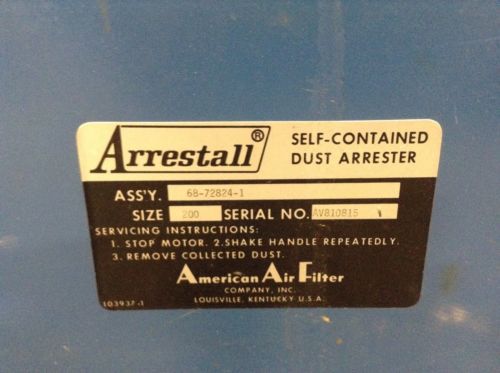 Arrestall® SELF-CONTAINED
DUST ARRESTER
ASS'Y. 68-72824-1
SIZE 200 SERIAL NO. AV810815
SERVICING INSTRUCTIONS:
1. STOP MOTOR. 2. SHAKE HANDLE REPEATEDLY.
3. REMOVE COLLECTED DUST.
American Air Filter
COMPANY, INC.
LOUISVILLE, KENTUCKY U.S.A.
103937-1